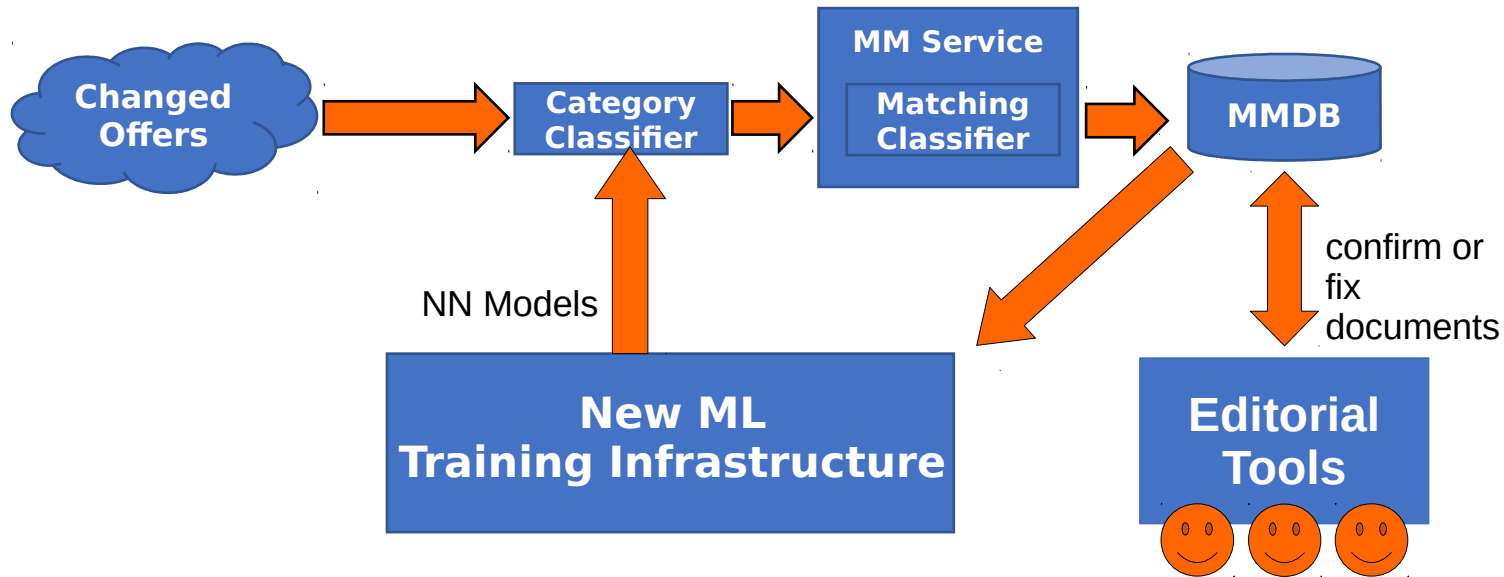 Changed
Offers
Category
Classifier
MM Service
Matching
Classifier
MMDB
NN Models
confirm or
fix
documents
New ML
Training Infrastructure
Editorial
Tools